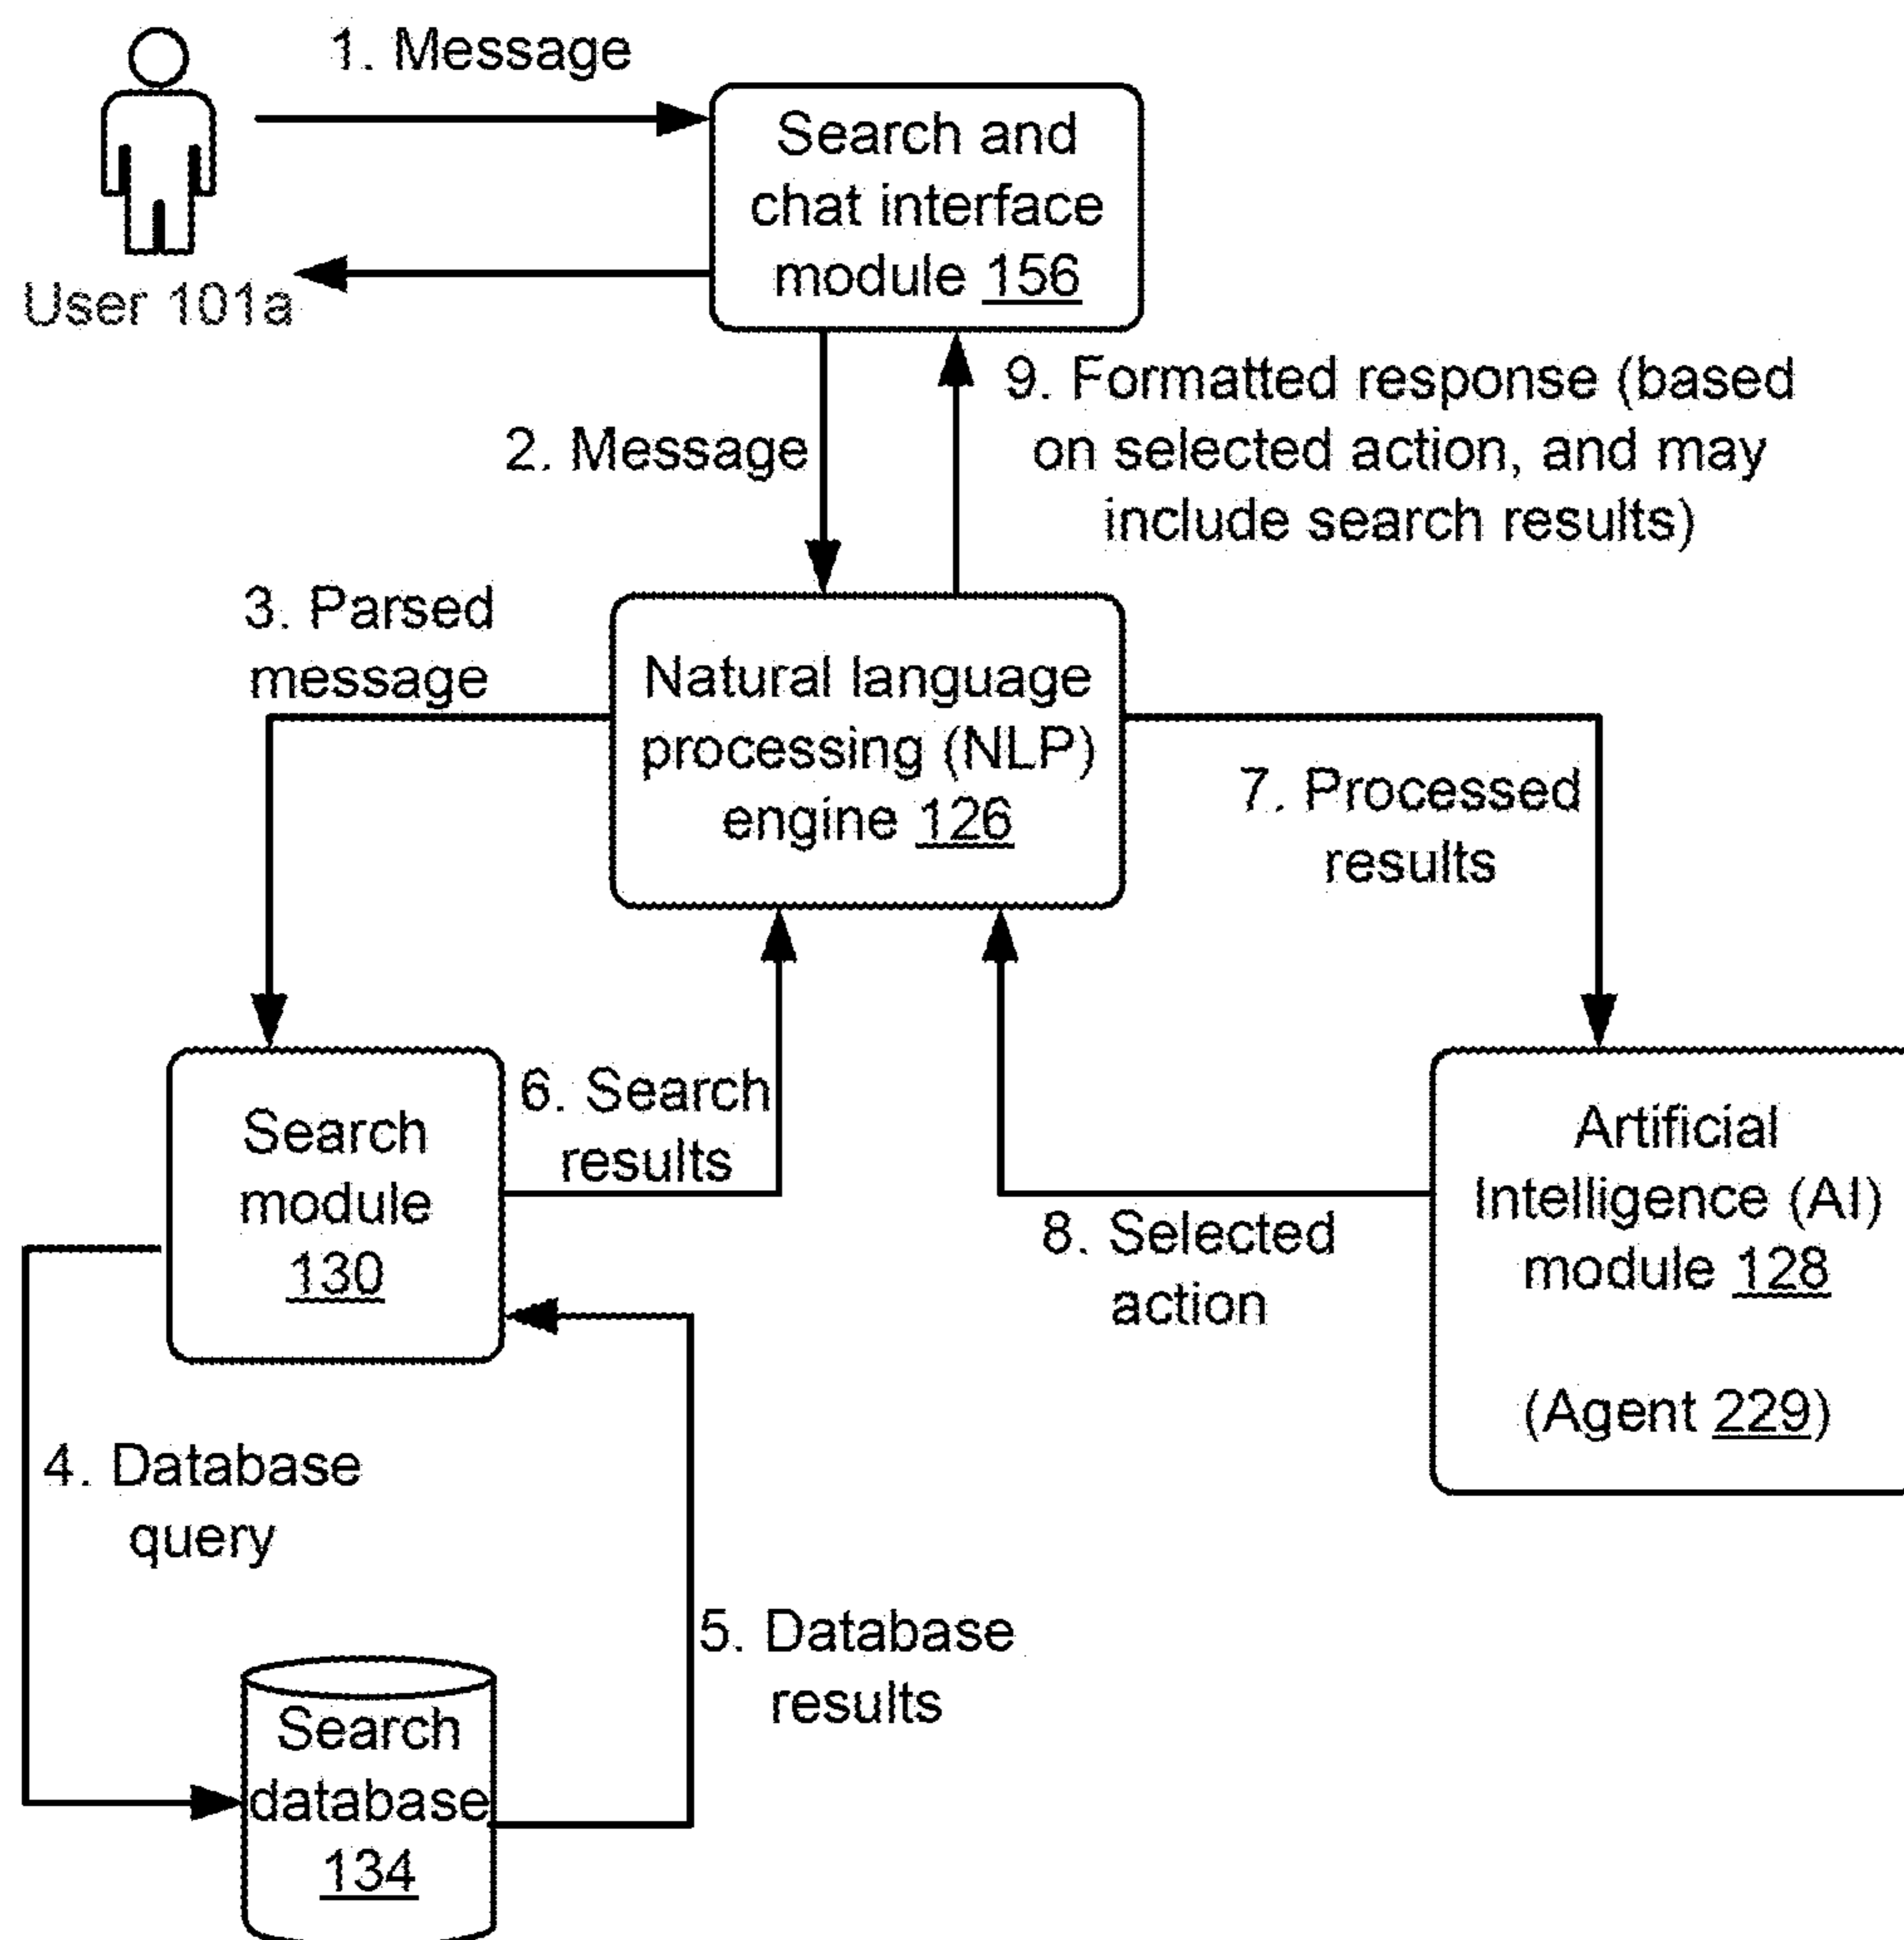 1. Message
Search and
chat interface
module 156
User 101a
9. Formatted response (based
on selected action, and may
include search results)
2. Message
3. Parsed
message
Natural language
processing (NLP)
engine 126
7. Processed
results
Search
module
130
6. Search
results
8. Selected
action
Artificial
Intelligence (AI)
module 128
(Agent 229)
4. Database
query
5. Database
results
Search
database
134